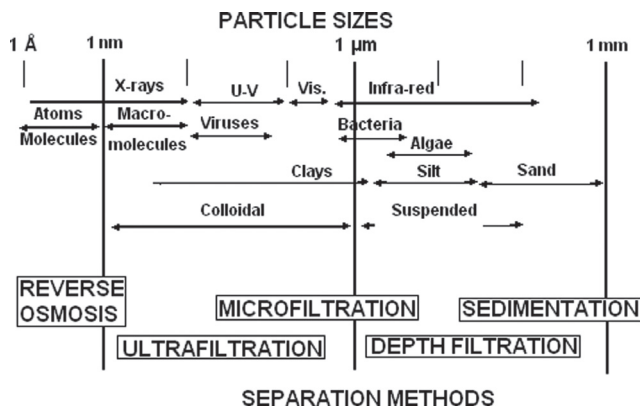 PARTICLE SIZES
1 Å 1 nm 1 μm 1 mm
X-rays U-V Vis. Infra-red
Atoms Macro- Viruses Bacteria
Molecules molecules Algae
Clays Silt Sand
Colloidal Suspended
REVERSE
OSMOSIS
MICROFILTRATION SEDIMENTATION
ULTRAFILTRATION DEPTH FILTRATION
SEPARATION METHODS